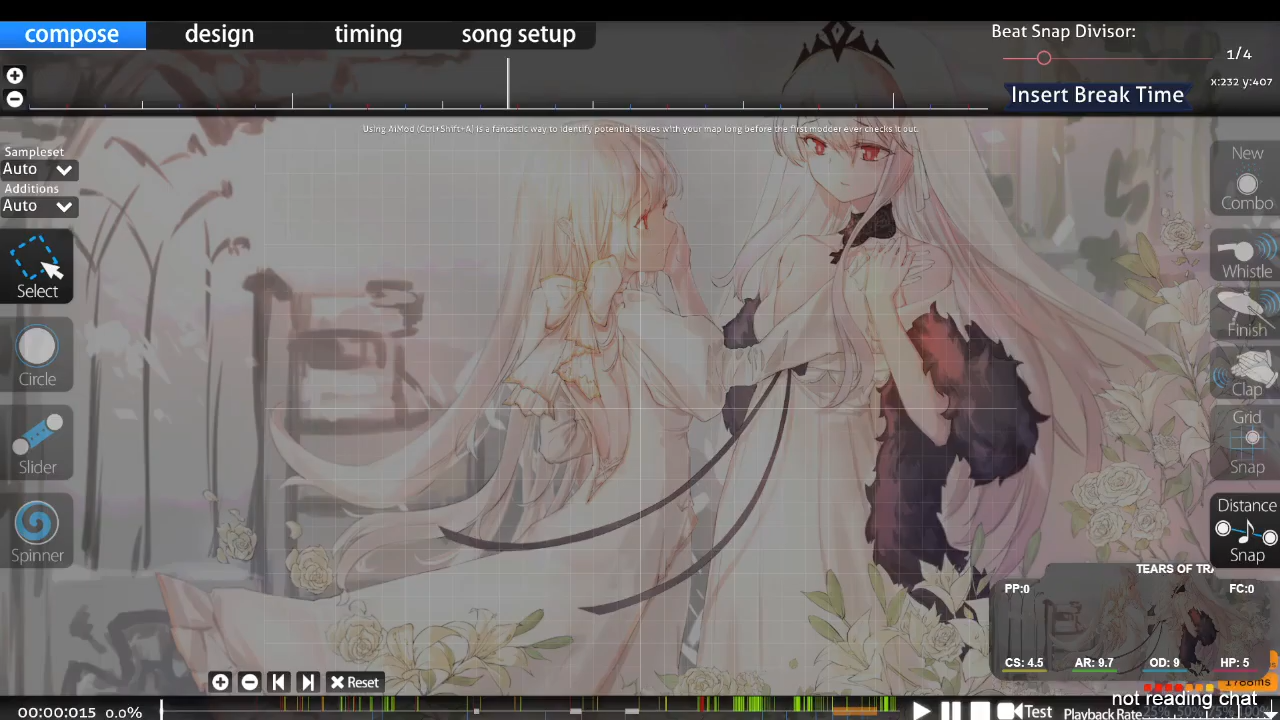 compose
design
timing
song setup
Beat Snap Divisor:
1/4
x:232 y:407
Insert Break Time
Using AiMod (Ctrl+Shift+A) is a fantastic way to identify potential issues with your map long before the first modder ever checks it out.
Sampleset
Auto
Additions
Auto
Select
Circle
Slider
Spinner
New
Combo
Whistle
Finish
Clap
Grid
Snap
Distance
Snap
TEARS OF TR
PP:0
FC:0
CS: 4.5
AR: 9.7
OD: 9
HP: 5
1788ms
not reading chat
Reset
00:00:015 0.0%
Test
Playback Rate
25%
50%